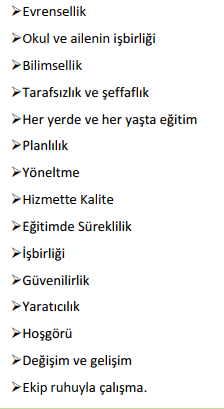 ➢Evrensellik
➢Okul ve ailenin işbirliği
➢Bilimsellik
➢Tarafsızlık ve şeffaflık
➢Her yerde ve her yaşta eğitim
➢Planlılık
➢Yöneltme
➢Hizmette Kalite
➢Eğitimde Süreklilik
➢İşbirliği
➢Güvenilirlik
➢Yaratıcılık
➢Hoşgörü
➢Değişim ve gelişim
➢Ekip ruhuyla çalışma.